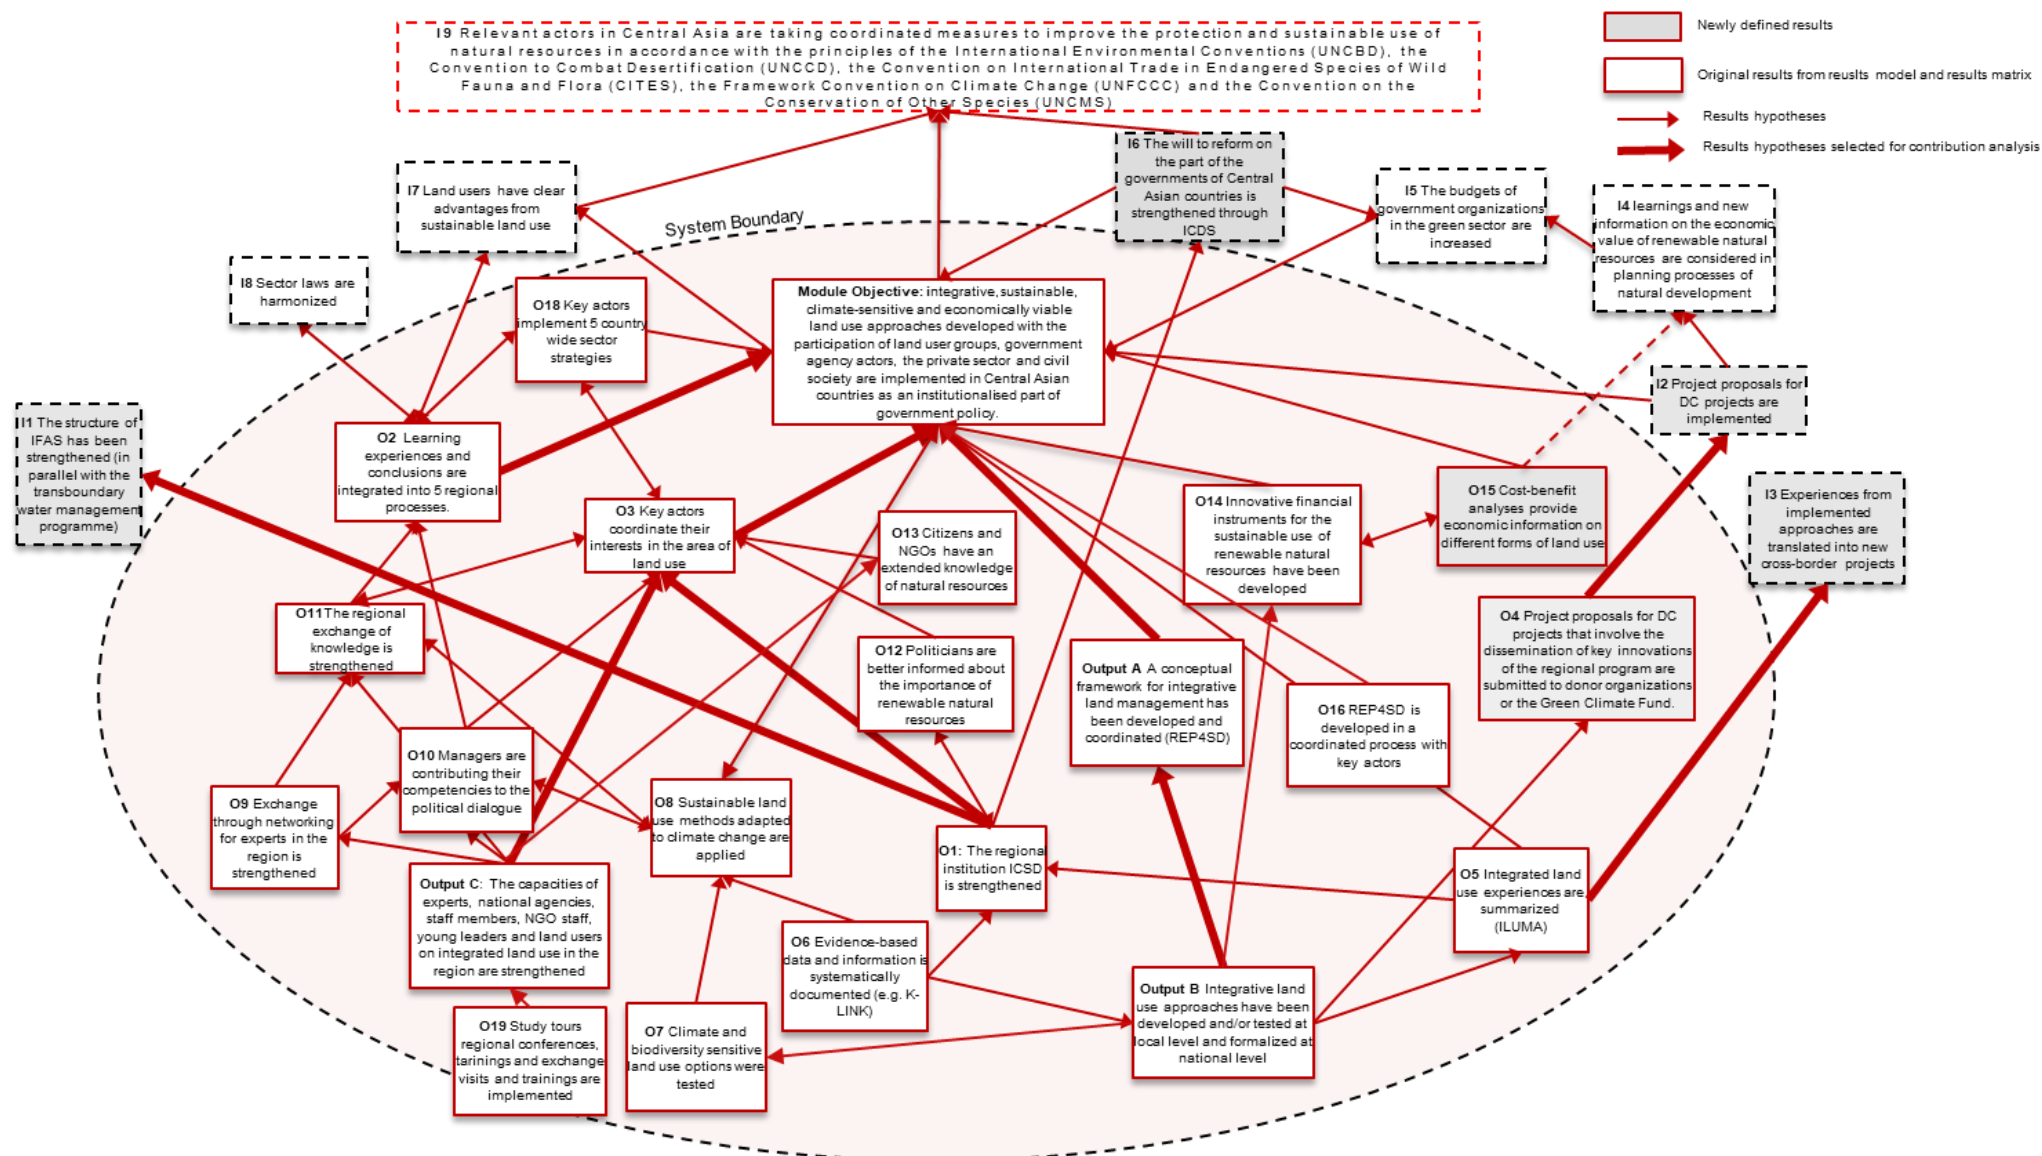 I9 Relevant actors in Central Asia are taking coordinated measures to improve the protection and sustainable use of
natural resources in accordance with the principles of the International Environmental Conventions (UNCBD), the
Convention to Combat Desertification (UNCCD), the Convention on International Trade in Endangered Species of Wild
Fauna and Flora (CITES), the Framework Convention on Climate Change (UNFCCC) and the Convention on the
Conservation of Other Species (UNCMS)
Newly defined results
Original results from reuslts model and results matrix
Results hypotheses
Results hypotheses selected for contribution analysis
I6 The will to reform on
the part of the
governments of Central
Asian countries is
strengthened through
ICDS
I7 Land users have clear
advantages from
sustainable land use
I5 The budgets of
government organizations
in the green sector are
increased
I4 learnings and new
information on the economic
value of renewable natural
resources are considered in
planning processes of
natural development
System Boundary
I8 Sector laws are
harmonized
O18 Key actors
implement 5 country
wide sector
strategies
Module Objective: integrative, sustainable,
climate-sensitive and economically viable
land use approaches developed with the
participation of land user groups, government
agency actors, the private sector and civil
society are implemented in Central Asian
countries as an institutionalised part of
government policy.
I2 Project proposals for
DC projects are
implemented
I1 The structure of
IFAS has been
strengthened (in
parallel with the
transboundary
water management
programme)
O2 Learning
experiences and
conclusions are
integrated into 5 regional
processes.
O3 Key actors
coordinate their
interests in the area of
land use
O13 Citizens and
NGOs have an
extended knowledge
of natural resources
O14 Innovative financial
instruments for the
sustainable use of
renewable natural
resources have been
developed
O15 Cost-benefit
analyses provide
economic information on
different forms of land use
I3 Experiences from
implemented
approaches are
translated into new
cross-border projects
O11 The regional
exchange of
knowledge is
strengthened
O12 Politicians are
better informed about
the importance of
renewable natural
resources
Output A A conceptual
framework for integrative
land management has
been developed and
coordinated (REP4SD)
O16 REP4SD is
developed in a
coordinated process with
key actors
O4 Project proposals for DC
projects that involve the
dissemination of key innovations
of the regional program are
submitted to donor organizations
or the Green Climate Fund.
O10 Managers are
contributing their
competencies to the
political dialogue
O9 Exchange
through networking
for experts in the
region is
strengthened
O8 Sustainable land
use methods adapted
to climate change are
applied
O1: The regional
institution ICSD
is strengthened
O5 Integrated land
use experiences are
summarized
(ILUMA)
Output C: The capacities of
experts, national agencies,
staff members, NGO staff,
young leaders and land users
on integrated land use in the
region are strengthened
O6 Evidence-based
data and information is
systematically
documented (e.g. K-
LINK)
Output B Integrative land
use approaches have been
developed and/or tested at
local level and formalized at
national level
O19 Study tours
regional conferences,
tarinings and exchange
visits and trainings are
implemented
O7 Climate and
biodiversity sensitive
land use options were
tested